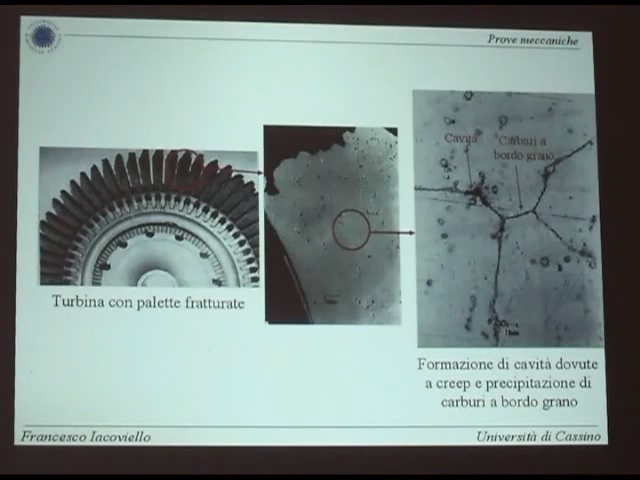 Prove meccaniche
Cavità
Carburi a
bordo grano
Turbina con palette fratturate
Formazione di cavità dovute
a creep e precipitazione di
carburi a bordo grano
Francesco Iacoviello
Università di Cassino